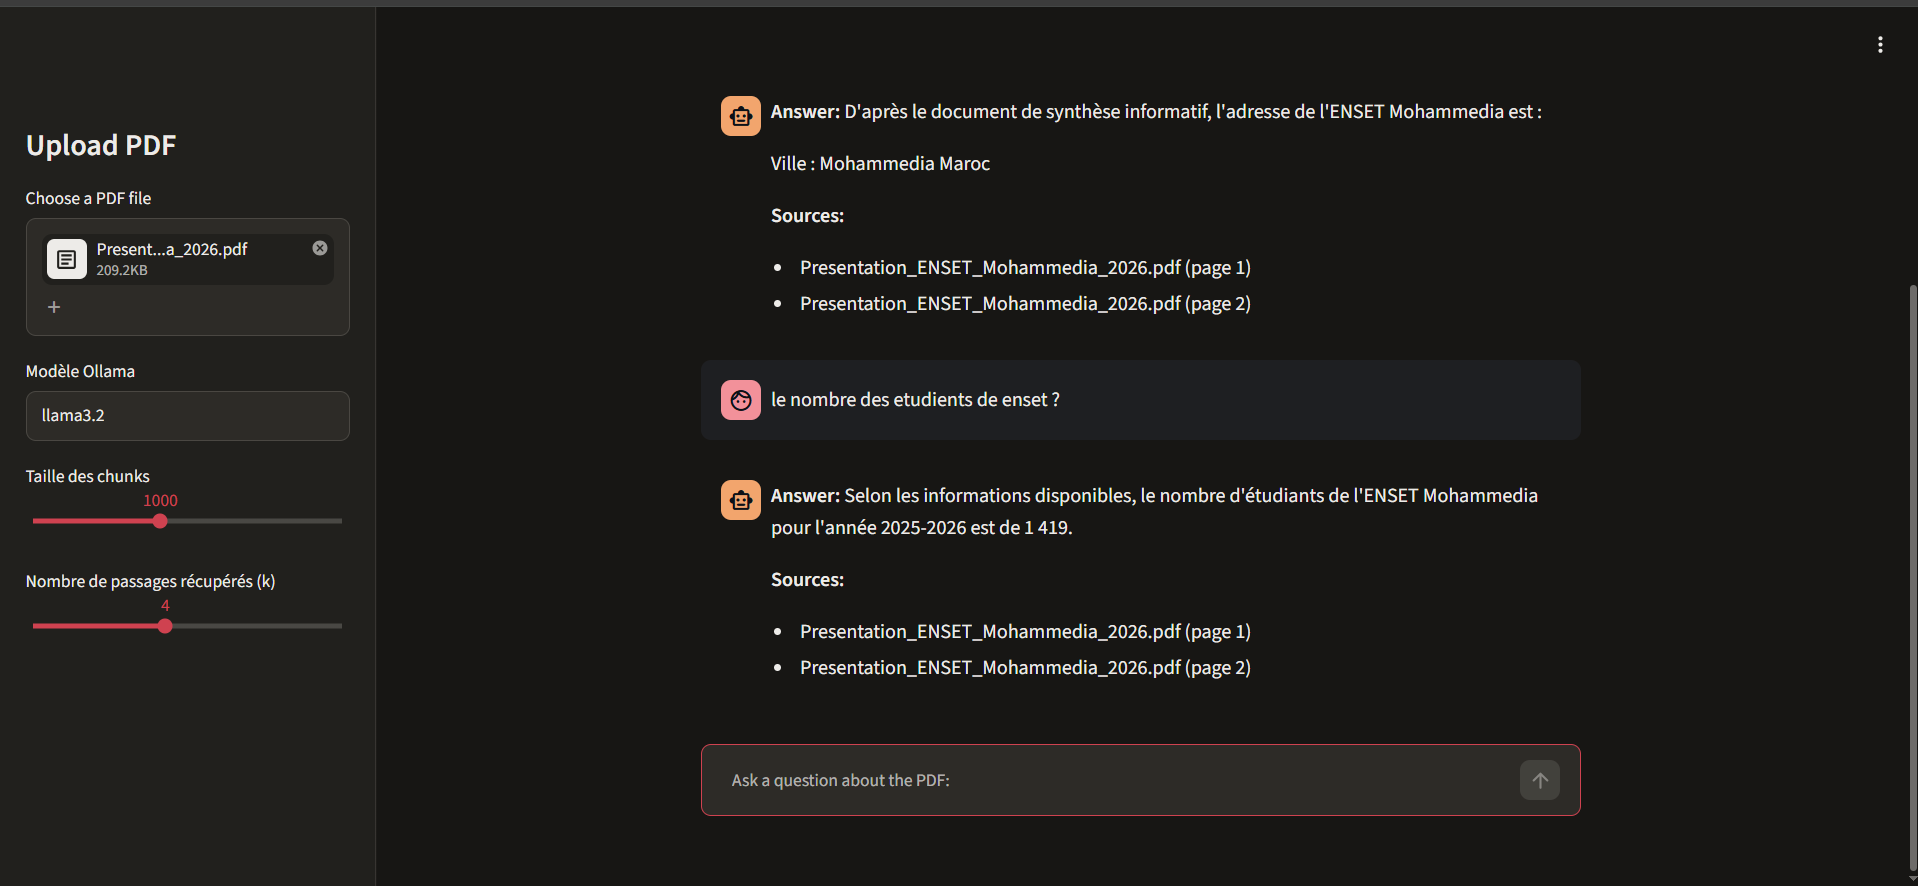 Upload PDF
Choose a PDF file
Present...a_2026.pdf
209.2KB
Modèle Ollama
llama3.2
Taille des chunks
1000
Nombre de passages récupérés (k)
4
Answer: D'après le document de synthèse informatif, l'adresse de l'ENSET Mohammedia est :
Ville : Mohammedia Maroc
Sources:
Presentation_ENSET_Mohammedia_2026.pdf (page 1)
Presentation_ENSET_Mohammedia_2026.pdf (page 2)
le nombre des etudients de enset ?
Answer: Selon les informations disponibles, le nombre d'étudiants de l'ENSET Mohammedia
pour l'année 2025-2026 est de 1 419.
Sources:
Presentation_ENSET_Mohammedia_2026.pdf (page 1)
Presentation_ENSET_Mohammedia_2026.pdf (page 2)
Ask a question about the PDF: